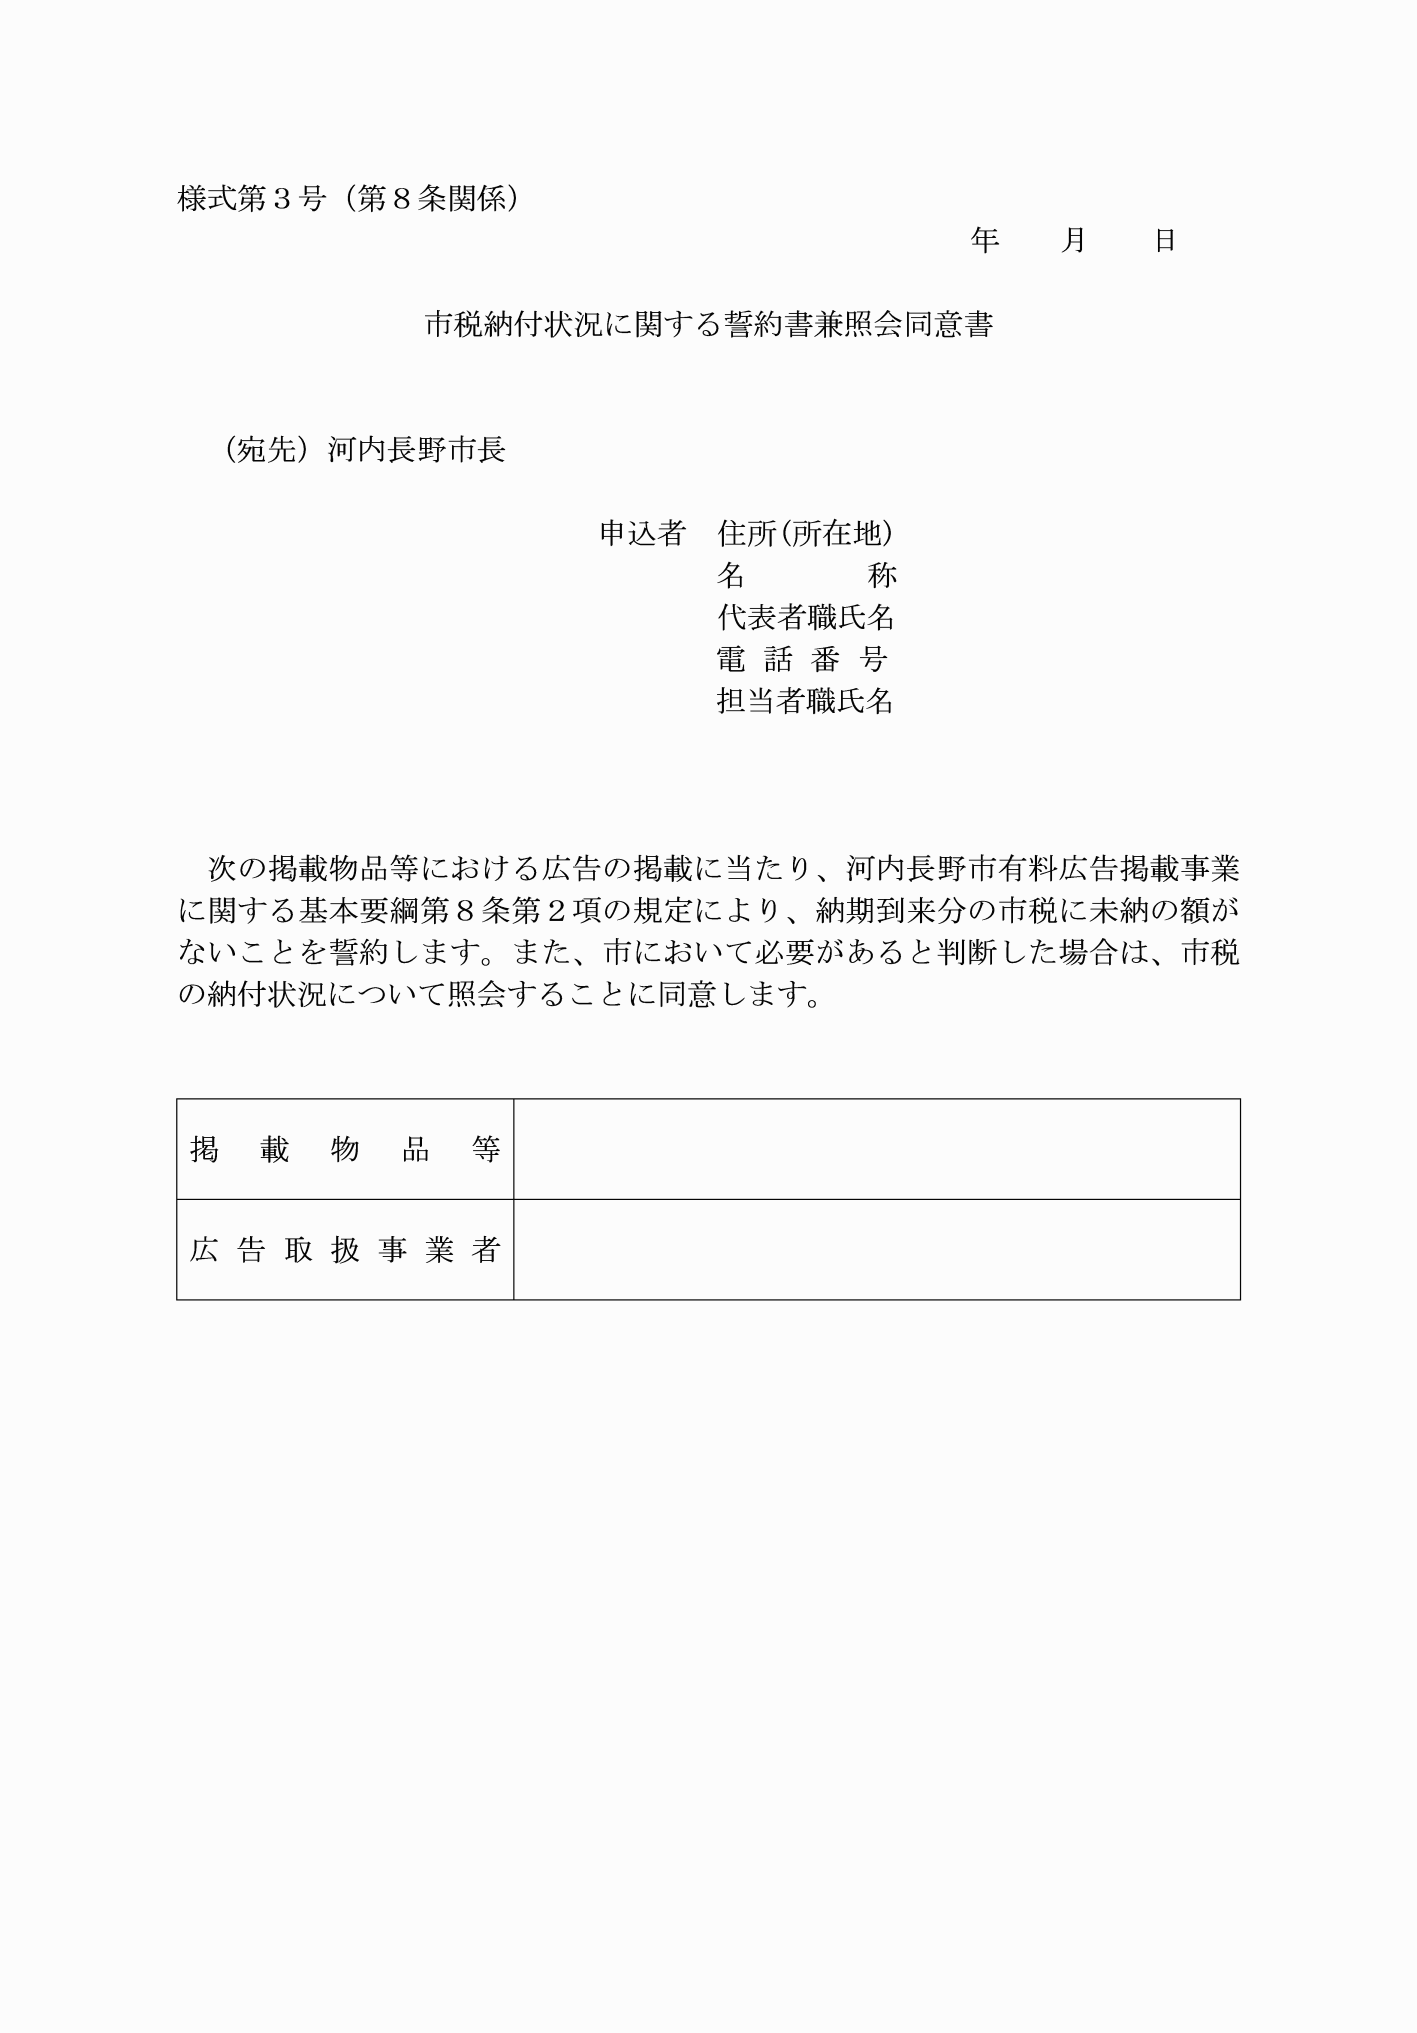 様式第３号（第８条関係）
年　　月　　日
市税納付状況に関する誓約書兼照会同意書
（宛先）河内長野市長
申込者　住所(所在地)
名　　　　称
代表者職氏名
電 話 番 号
担当者職氏名
　次の掲載物品等における広告の掲載に当たり、河内長野市有料広告掲載事業
に関する基本要綱第８条第２項の規定により、納期到来分の市税に未納の額が
ないことを誓約します。また、市において必要があると判断した場合は、市税
の納付状況について照会することに同意します。
掲　載　物　品　等
広 告 取 扱 事 業 者